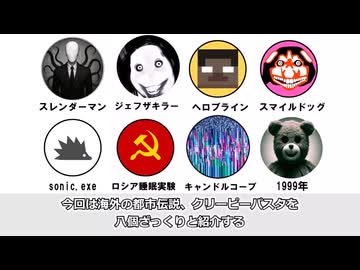 スレンダーマン ジェフザキラー ヘロブライン スマイルドッグ
sonic.exe ロシア睡眠実験 キャンドルコーブ 1999年
今回は海外の都市伝説、クリーピーパスタを
八個ざっくりと紹介する